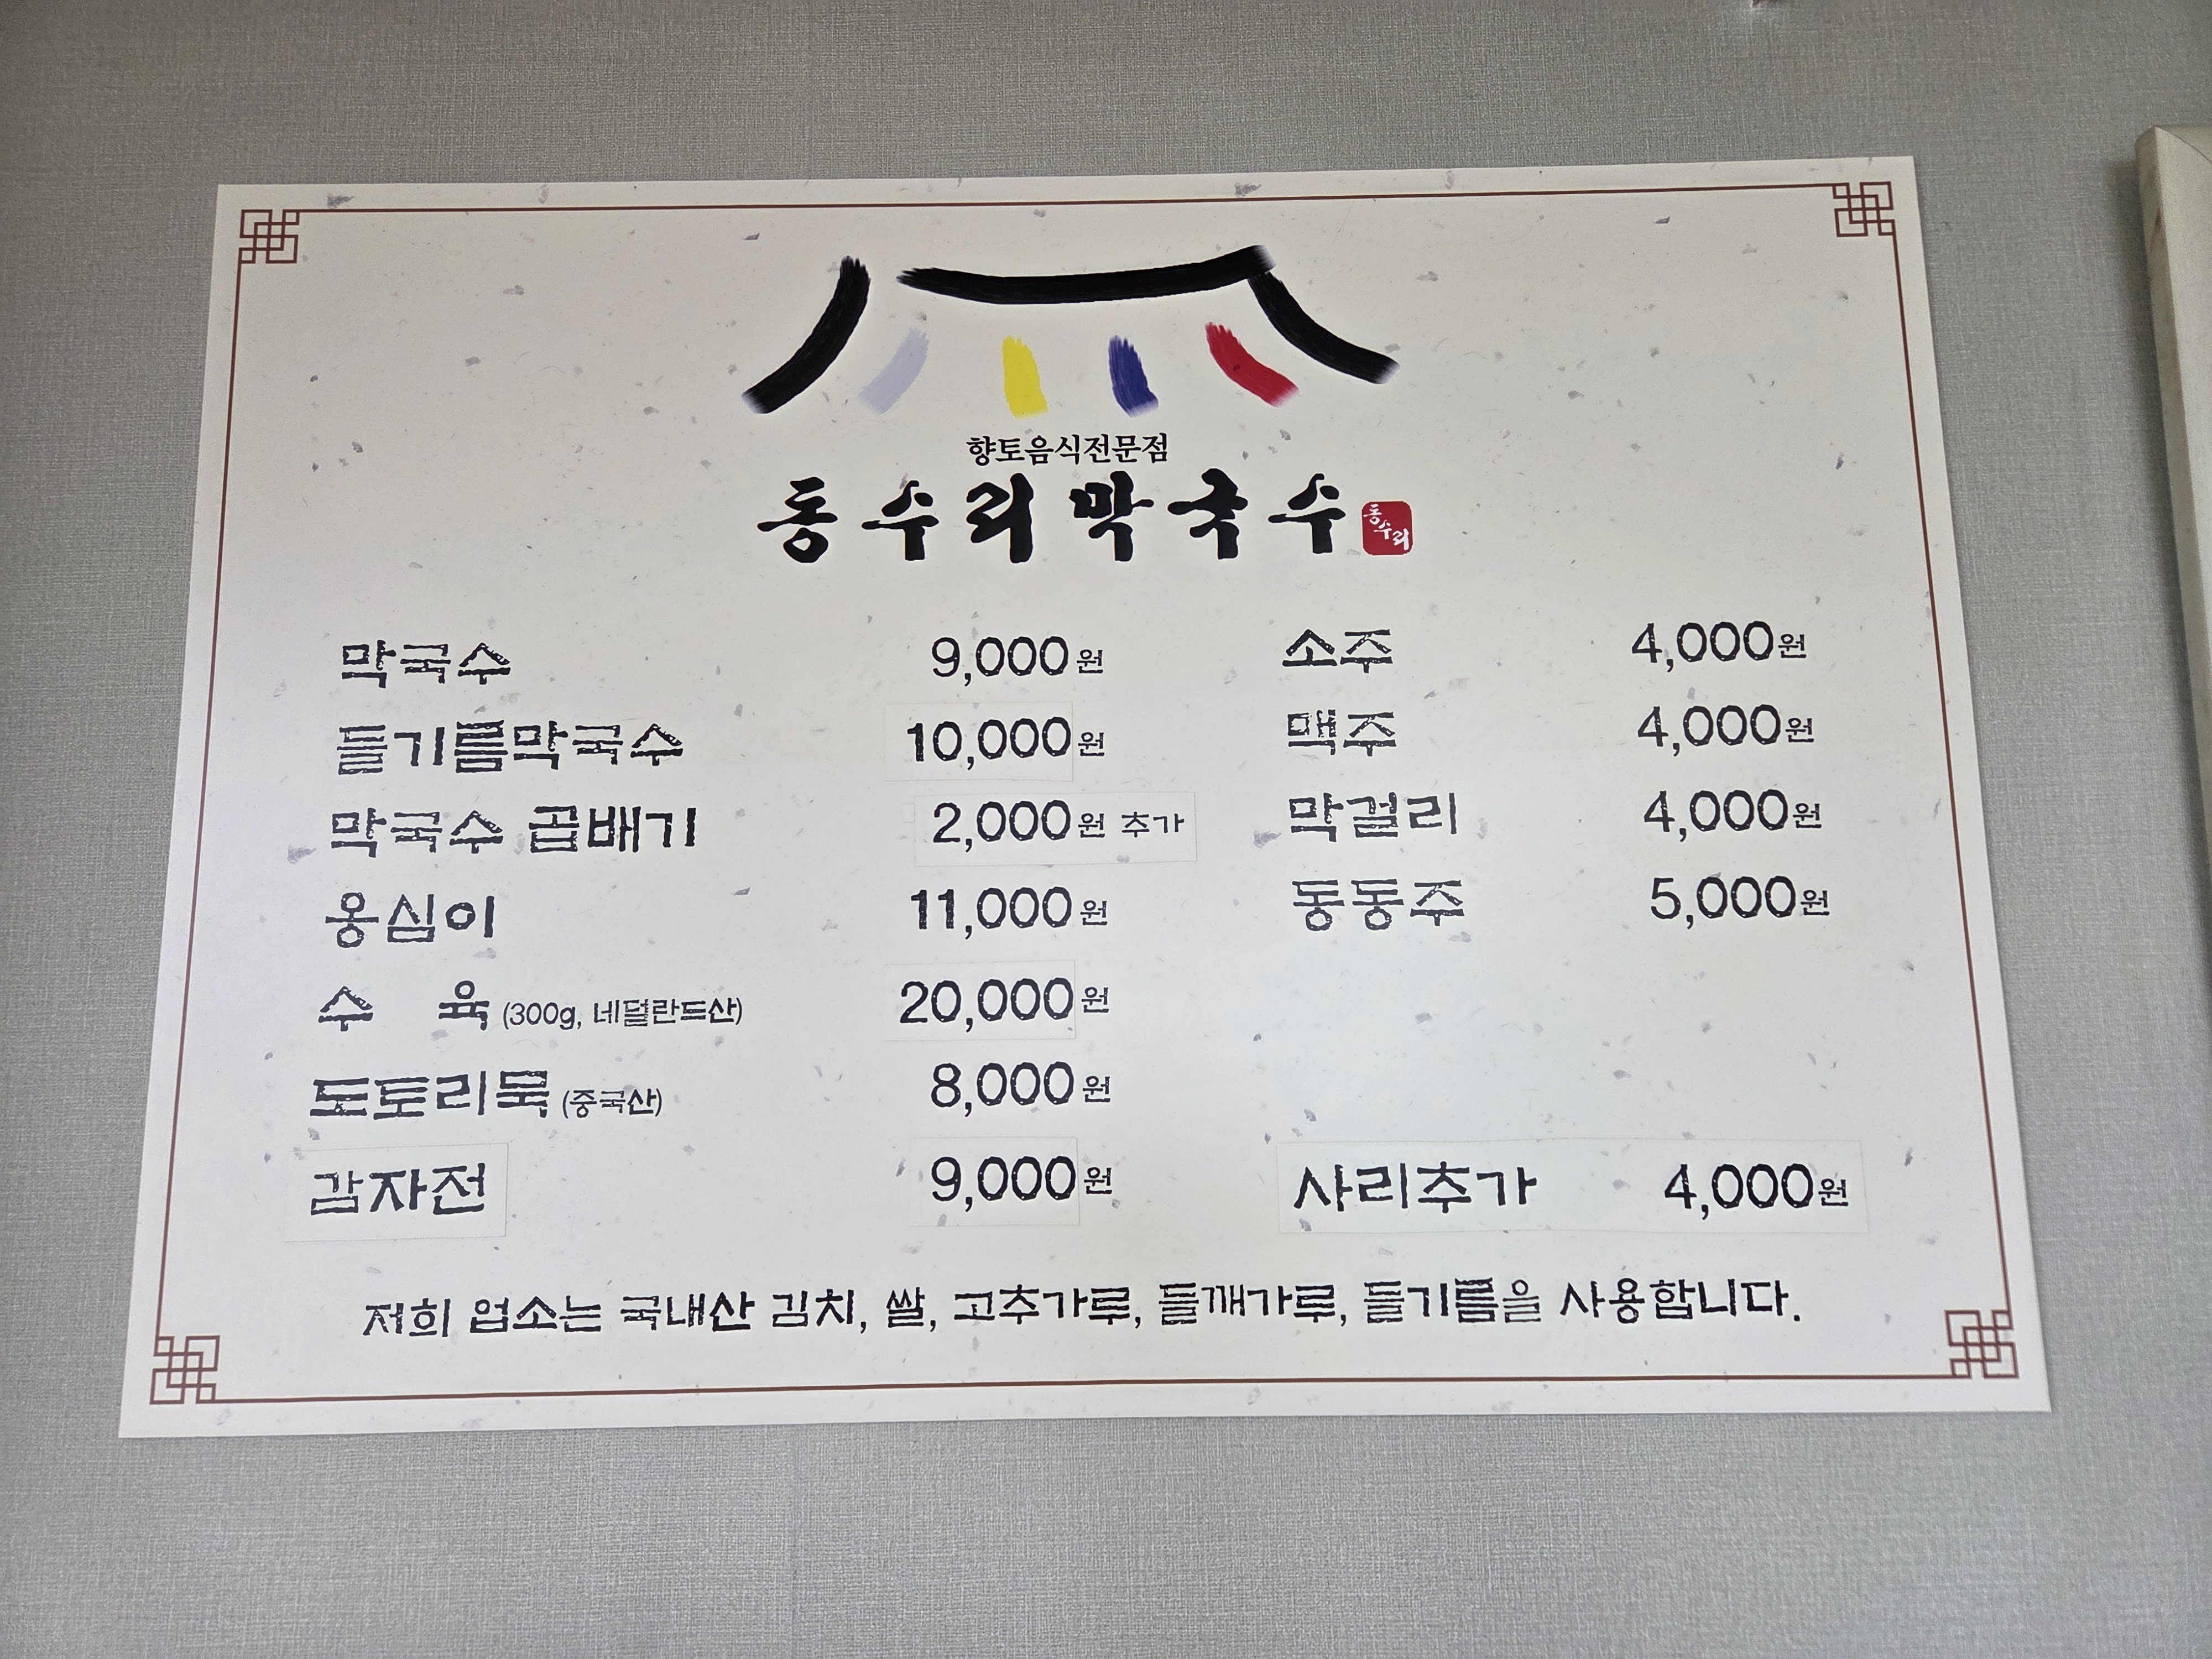 향토음식전문점
동수리막국수 동수리
막국수 9,000원
들기름막국수 10,000원
막국수 곱배기 2,000원 추가
옹심이 11,000원
수 육 (300g, 네덜란드산) 20,000원
도토리묵 (중국산) 8,000원
감자전 9,000원
소주 4,000원
맥주 4,000원
막걸리 4,000원
동동주 5,000원
사리추가 4,000원
저희 업소는 국내산 김치, 쌀, 고추가루, 들깨가루, 들기름을 사용합니다.